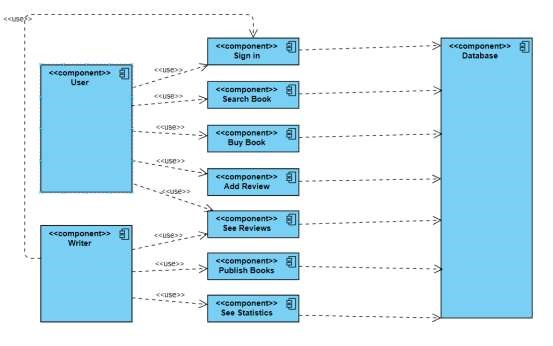 <<use>>
<<component>>
Sign in
<<component>>
Database
<<component>>
User
<<use>>
<<component>>
Search Book
<<use>>
<<component>>
Buy Book
<<use>>
<<component>>
Add Review
<<use>>
<<use>>
<<component>>
See Reviews
<<component>>
Writer
<<use>>
<<component>>
Publish Books
<<use>>
<<component>>
See Statistics
<<use>>